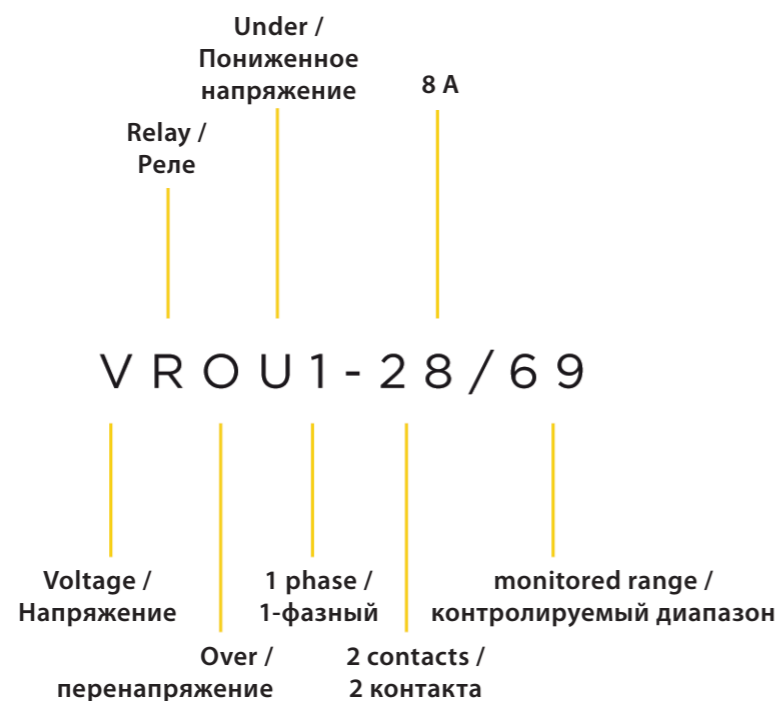 Under /
Пониженное
напряжение
8 A
Relay /
Реле
VROU1-28/69
Voltage /
Напряжение
1 phase /
1-фазный
monitored range /
контролируемый диапазон
Over /
перенапряжение
2 contacts /
2 контакта